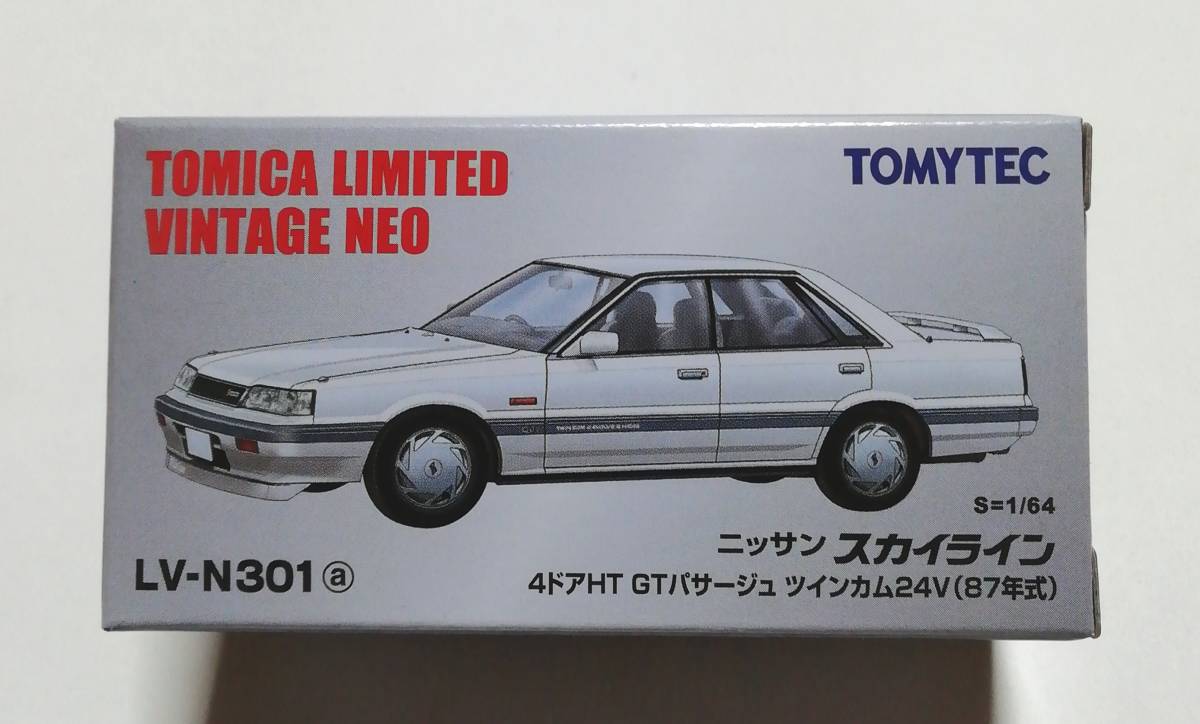 TOMICA LIMITED
VINTAGE NEO
TOMYTEC
S=1/64
LV-N301 ⓐ
ニッサン スカイライン
4ドアHT GTパサージュ ツインカム24V(87年式)